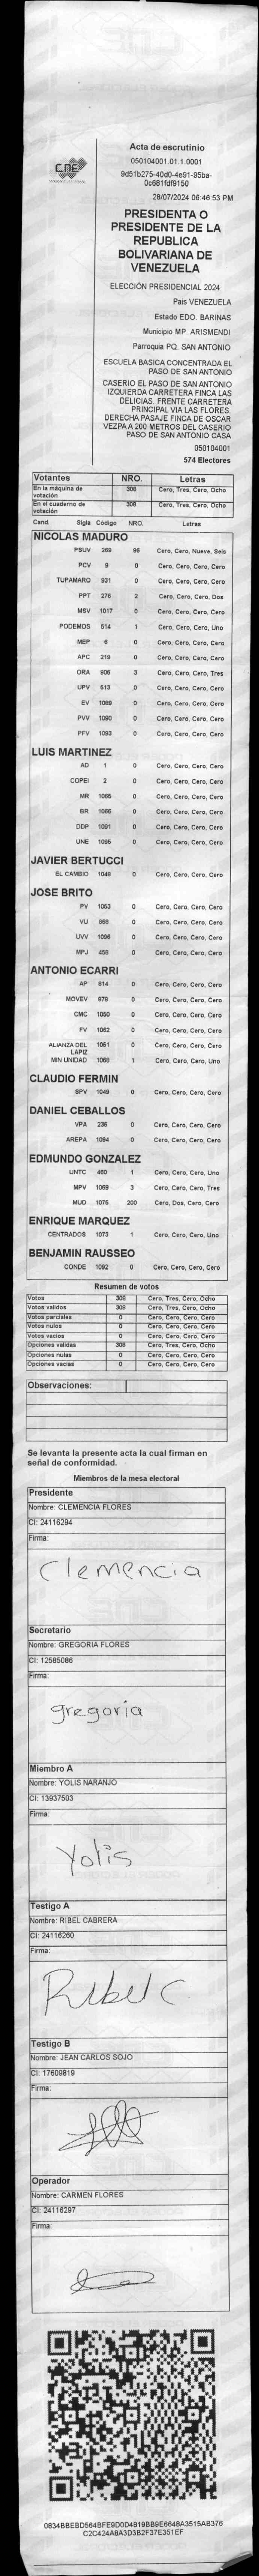 CNE
Acta de escrutinio
050104001.01.1.0001
9d51b275-40d0-4e91-95ba-
0c681fdf9150
28/07/2024 06:46:53 PM
PRESIDENTA O
PRESIDENTE DE LA
REPUBLICA
BOLIVARIANA DE
VENEZUELA
ELECCIÓN PRESIDENCIAL 2024
País VENEZUELA
Estado EDO. BARINAS
Municipio MP. ARISMENDI
Parroquia PQ. SAN ANTONIO
ESCUELA BASICA CONCENTRADA EL
PASO DE SAN ANTONIO
CASERIO EL PASO DE SAN ANTONIO
IZQUIERDA CARRETERA FINCA LAS
DELICIAS. FRENTE CARRETERA
PRINCIPAL VIA LAS FLORES.
DERECHA PASAJE FINCA DE OSCAR
VEZPA A 200 METROS DEL CASERIO
PASO DE SAN ANTONIO CASA
050104001
574 Electores
Votantes NRO. Letras
En la máquina de votación 308 Cero, Tres, Cero, Ocho
En el cuaderno de votación 308 Cero, Tres, Cero, Ocho
Cand. Sigla Código NRO. Letras
NICOLAS MADURO
PSUV 269 96 Cero, Cero, Nueve, Seis
PCV 9 0 Cero, Cero, Cero, Cero
TUPAMARO 931 0 Cero, Cero, Cero, Cero
PPT 276 2 Cero, Cero, Cero, Dos
MSV 1017 0 Cero, Cero, Cero, Cero
PODEMOS 514 1 Cero, Cero, Cero, Uno
MEP 6 0 Cero, Cero, Cero, Cero
APC 219 0 Cero, Cero, Cero, Cero
ORA 906 3 Cero, Cero, Cero, Tres
UPV 513 0 Cero, Cero, Cero, Cero
EV 1089 0 Cero, Cero, Cero, Cero
PVV 1090 0 Cero, Cero, Cero, Cero
PFV 1093 0 Cero, Cero, Cero, Cero
LUIS MARTINEZ
AD 1 0 Cero, Cero, Cero, Cero
COPEI 2 0 Cero, Cero, Cero, Cero
MR 1065 0 Cero, Cero, Cero, Cero
BR 1066 0 Cero, Cero, Cero, Cero
DDP 1091 0 Cero, Cero, Cero, Cero
UNE 1095 0 Cero, Cero, Cero, Cero
JAVIER BERTUCCI
EL CAMBIO 1048 0 Cero, Cero, Cero, Cero
JOSE BRITO
PV 1053 0 Cero, Cero, Cero, Cero
VU 868 0 Cero, Cero, Cero, Cero
UVV 1096 0 Cero, Cero, Cero, Cero
MPJ 458 0 Cero, Cero, Cero, Cero
ANTONIO ECARRI
AP 814 0 Cero, Cero, Cero, Cero
MOVEV 878 0 Cero, Cero, Cero, Cero
CMC 1050 0 Cero, Cero, Cero, Cero
FV 1062 0 Cero, Cero, Cero, Cero
ALIANZA DEL LAPIZ 1051 0 Cero, Cero, Cero, Cero
MIN UNIDAD 1068 1 Cero, Cero, Cero, Uno
CLAUDIO FERMIN
SPV 1049 0 Cero, Cero, Cero, Cero
DANIEL CEBALLOS
VPA 236 0 Cero, Cero, Cero, Cero
AREPA 1094 0 Cero, Cero, Cero, Cero
EDMUNDO GONZALEZ
UNTC 460 1 Cero, Cero, Cero, Uno
MPV 1069 3 Cero, Cero, Cero, Tres
MUD 1075 200 Cero, Dos, Cero, Cero
ENRIQUE MARQUEZ
CENTRADOS 1073 1 Cero, Cero, Cero, Uno
BENJAMIN RAUSSEO
CONDE 1092 0 Cero, Cero, Cero, Cero
Resumen de votos
Votos 308 Cero, Tres, Cero, Ocho
Votos validos 308 Cero, Tres, Cero, Ocho
Votos parciales 0 Cero, Cero, Cero, Cero
Votos nulos 0 Cero, Cero, Cero, Cero
Votos vacios 0 Cero, Cero, Cero, Cero
Opciones validas 308 Cero, Tres, Cero, Ocho
Opciones nulas 0 Cero, Cero, Cero, Cero
Opciones vacias 0 Cero, Cero, Cero, Cero
Observaciones:
Se levanta la presente acta la cual firman en
señal de conformidad.
Miembros de la mesa electoral
Presidente
Nombre: CLEMENCIA FLORES
CI: 24116294
Firma:
Clemencia
Secretario
Nombre: GREGORIA FLORES
CI: 12585086
Firma:
gregoria
Miembro A
Nombre: YOLIS NARANJO
CI: 13937503
Firma:
Yolis
Testigo A
Nombre: RIBEL CABRERA
CI: 24116260
Firma:
Ribel C
Testigo B
Nombre: JEAN CARLOS SOJO
CI: 17609819
Firma:
Operador
Nombre: CARMEN FLORES
CI: 24116297
Firma:
0834BBEBD564BFE9D0D4819BB9E6648A3515AB376
C2C424A8A3D3B2F37E351EF